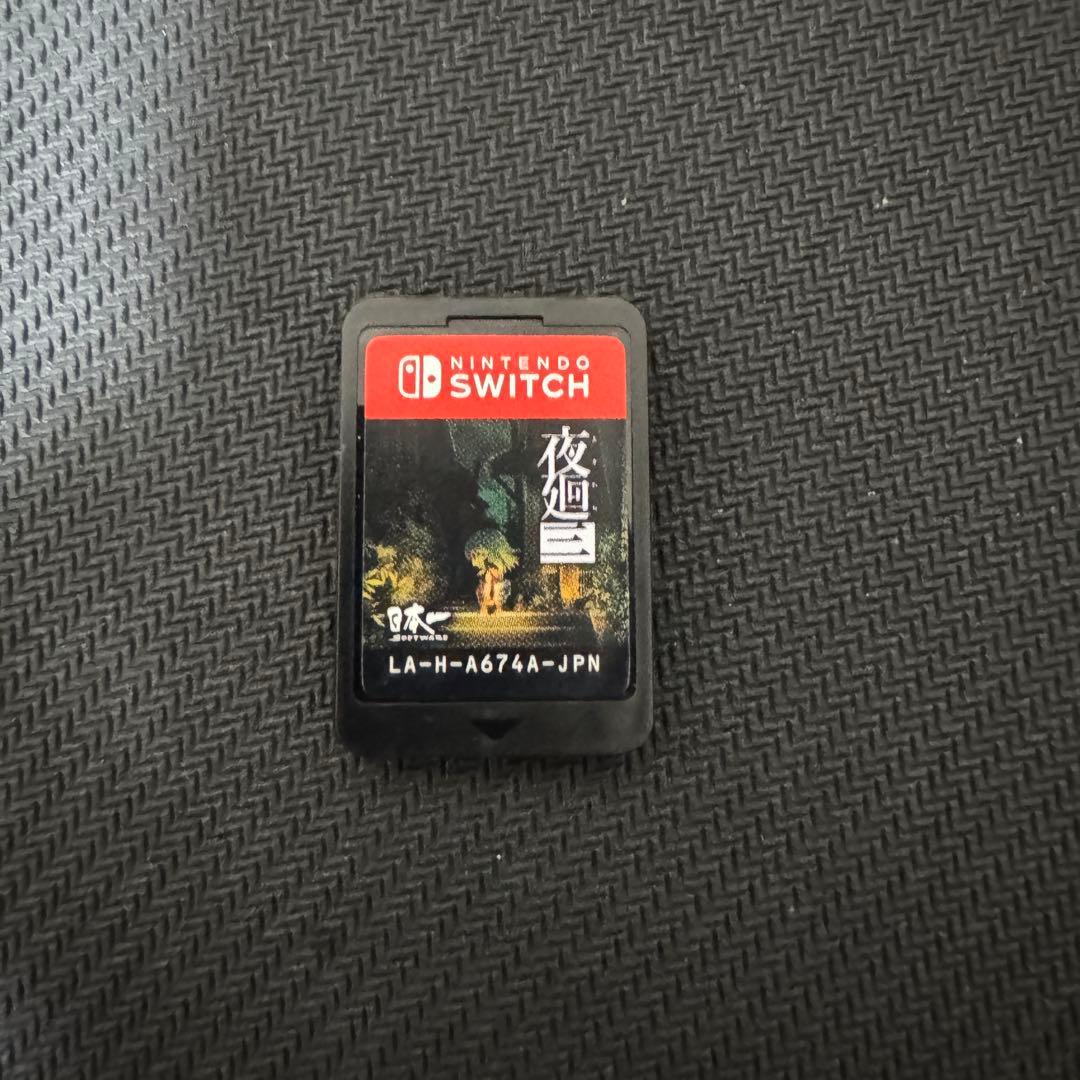 NINTENDO
SWITCH
夜廻三
日本一
SOFTWARE
LA-H-A674A-JPN